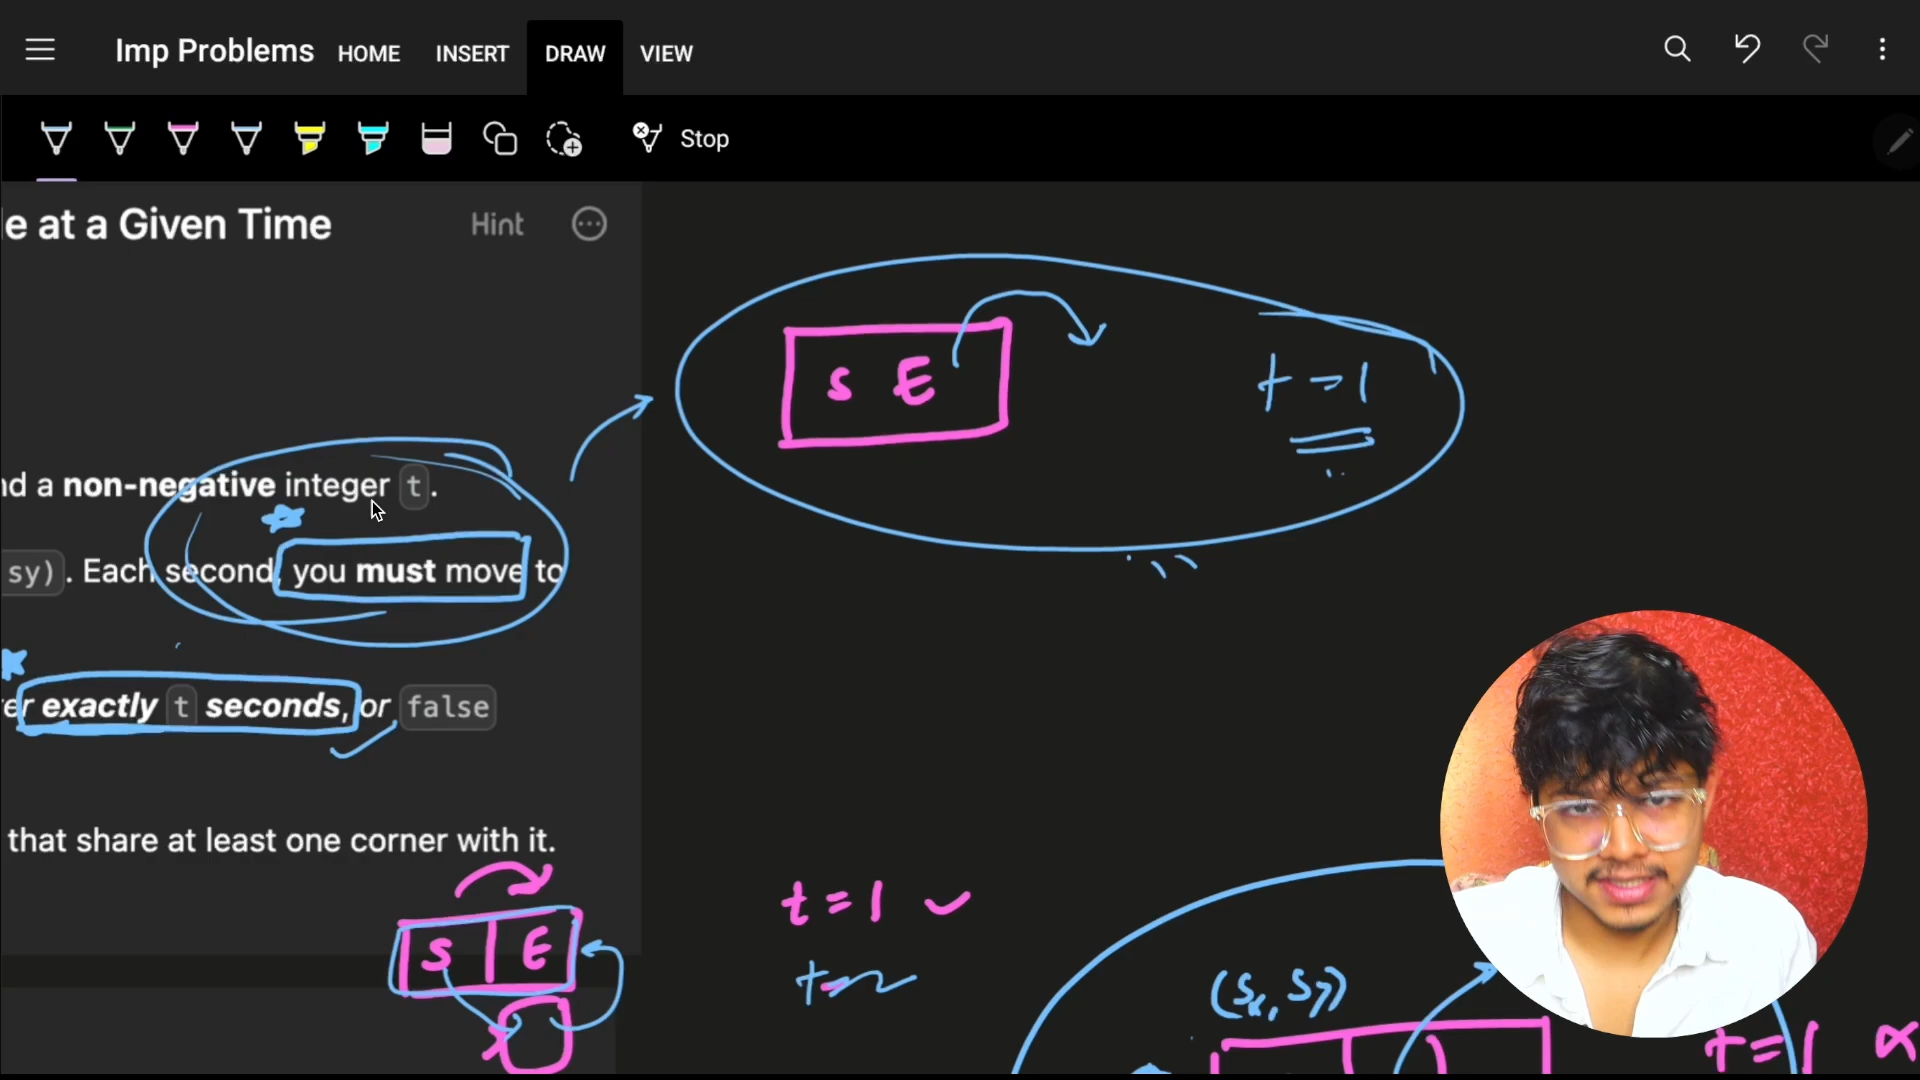 Imp Problems HOME INSERT DRAW VIEW
Stop
e at a Given Time Hint
nd a non-negative integer t.
sy). Each second, you must move to
er exactly t seconds, or false
that share at least one corner with it.
S E
t=1
S E
t=1
(Sx, Sy)
t=1